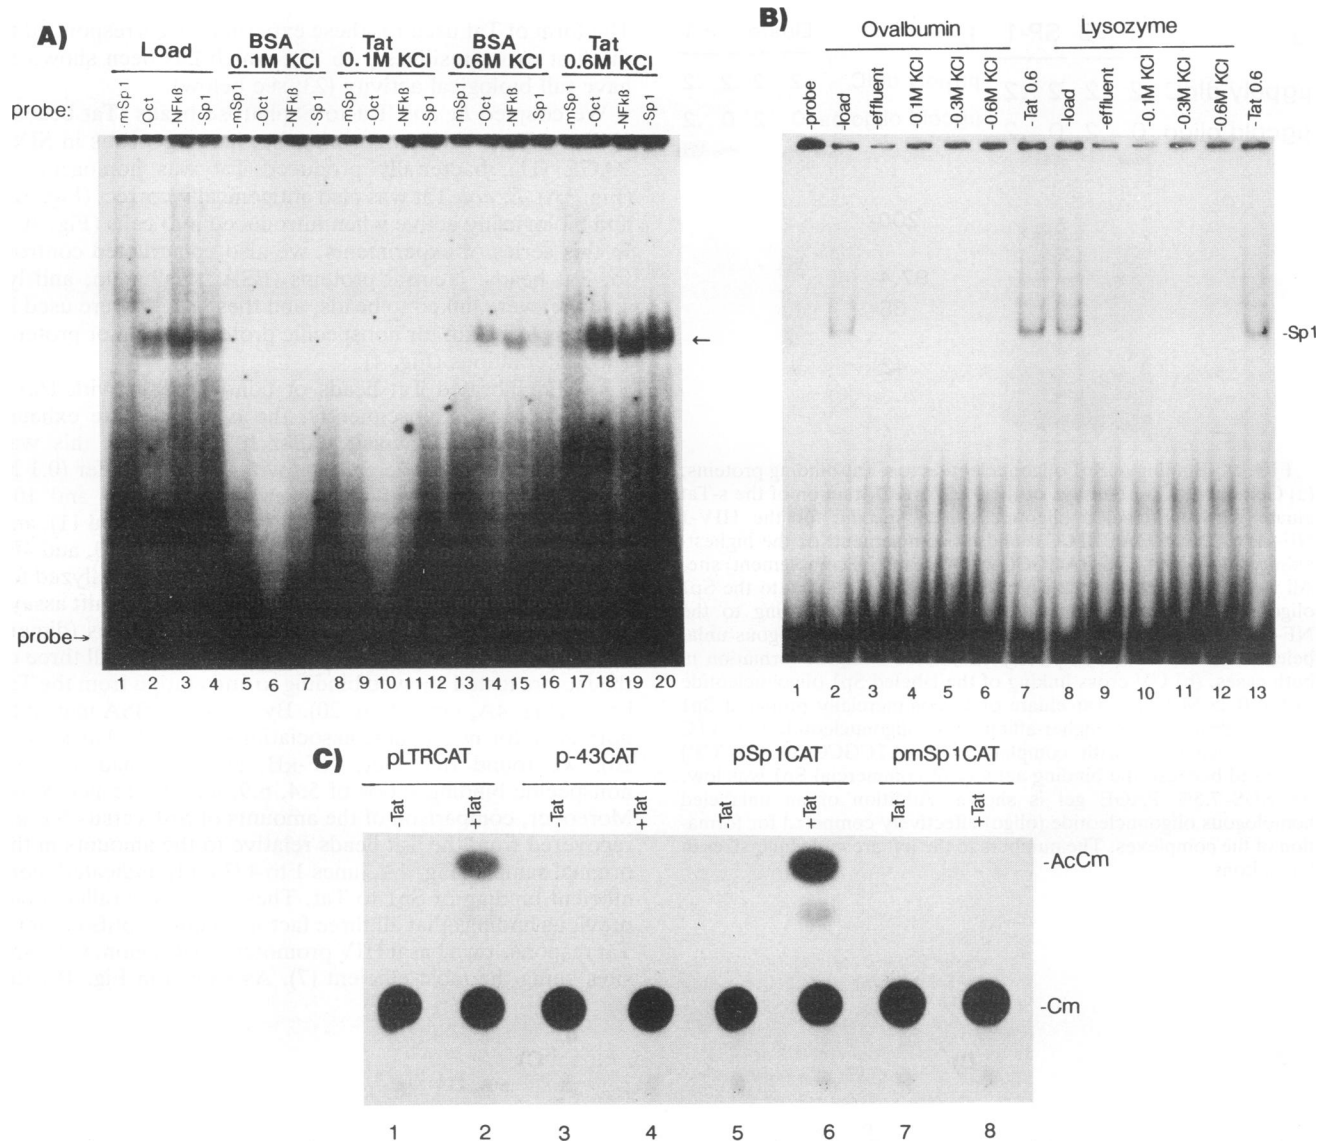 A)
Load
BSA
0.1M KCl
Tat
0.1M KCl
BSA
0.6M KCl
Tat
0.6M KCl
probe:
-mSp1
-Oct
-NFkß
-Sp1
-mSp1
-Oct
-NFkß
-Sp1
-mSp1
-Oct
-NFkß
-Sp1
-mSp1
-Oct
-NFkß
-Sp1
-mSp1
-Oct
-NFkß
-Sp1
←
probe→
1 2 3 4 5 6 7 8 9 10 11 12 13 14 15 16 17 18 19 20
B)
Ovalbumin
Lysozyme
-probe
-load
-effluent
-0.1M KCl
-0.3M KCl
-0.6M KCl
-Tat 0.6
-load
-effluent
-0.1M KCl
-0.3M KCl
-0.6M KCl
-Tat 0.6
-Sp1
1 2 3 4 5 6 7 8 9 10 11 12 13
C)
pLTRCAT
p-43CAT
pSp1CAT
pmSp1CAT
-Tat
+Tat
-Tat
+Tat
-Tat
+Tat
-Tat
+Tat
-AcCm
-Cm
1 2 3 4 5 6 7 8